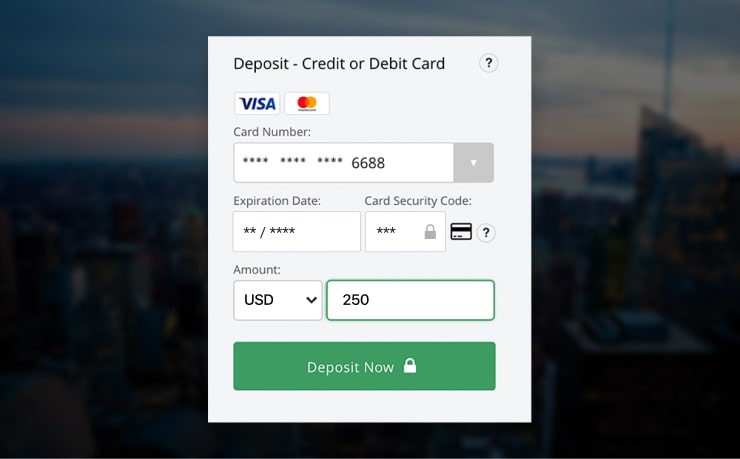 Deposit - Credit or Debit Card ?
VISA mastercard
Card Number:
**** **** **** 6688
Expiration Date: Card Security Code:
** / **** *** ?
Amount:
USD 250
Deposit Now